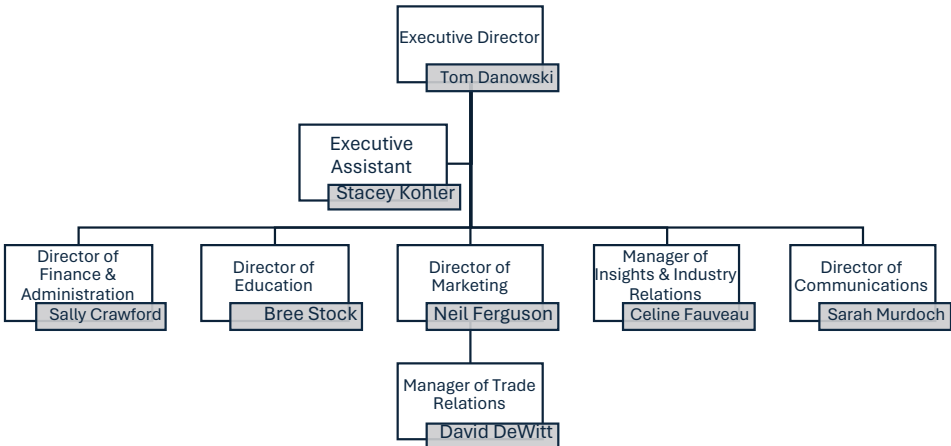 Executive Director
Tom Danowski
Executive
Assistant
Stacey Kohler
Director of
Finance &
Administration
Sally Crawford
Director of
Education
Bree Stock
Director of
Marketing
Neil Ferguson
Manager of
Insights & Industry
Relations
Celine Fauveau
Director of
Communications
Sarah Murdoch
Manager of Trade
Relations
David DeWitt